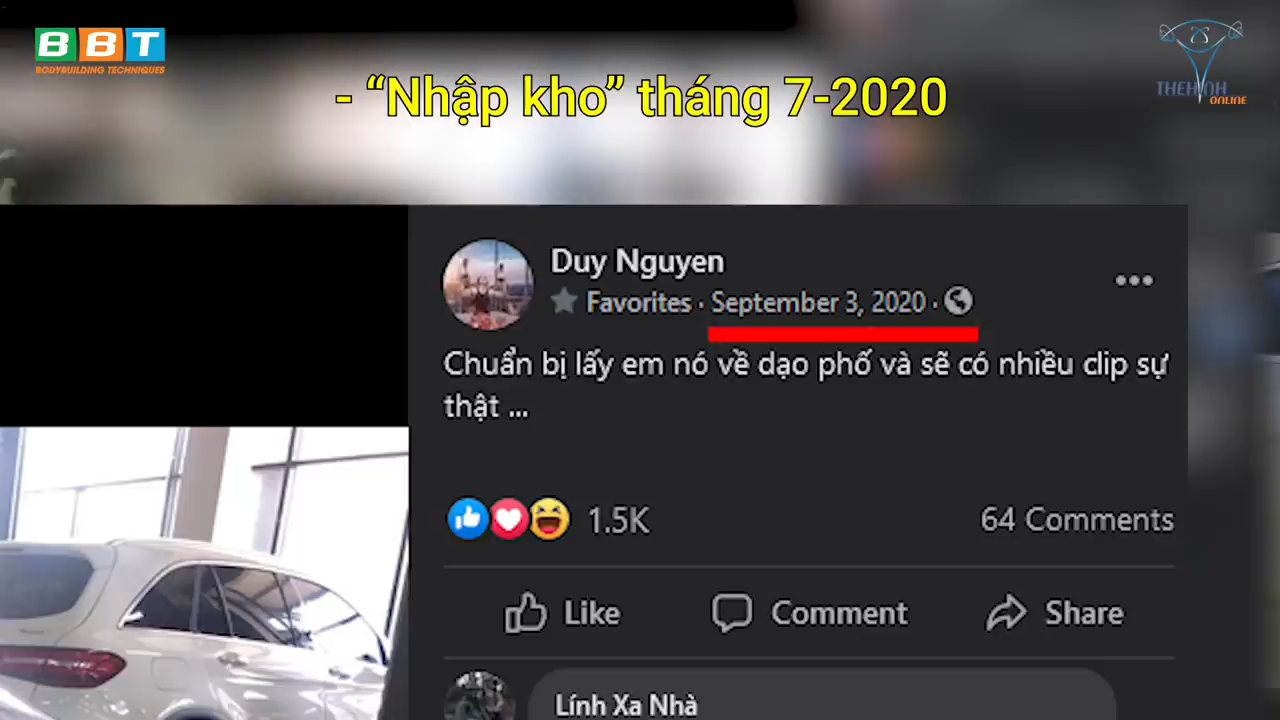 BBT
BODYBUILDING TECHNIQUES
- “Nhập kho” tháng 7-2020
THEHINH
ONLINE
Duy Nguyen
Favorites · September 3, 2020 ·
Chuẩn bị lấy em nó về dạo phố và sẽ có nhiều clip sự
thật ...
1.5K
64 Comments
Like
Comment
Share
Lính Xa Nhà